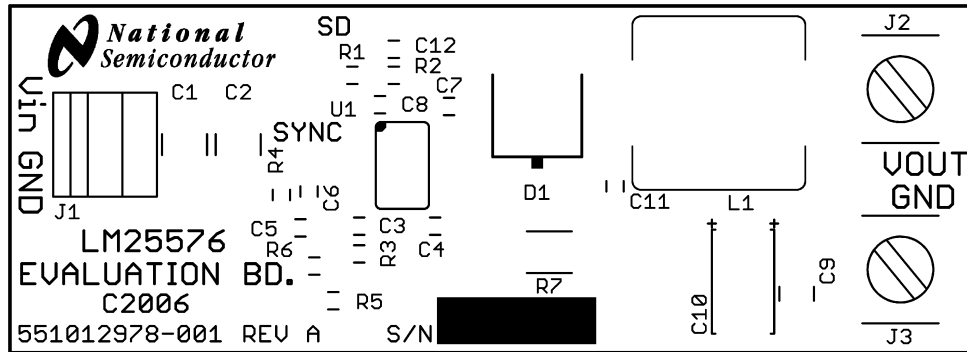 National
Semiconductor
SD
C12
R1
R2
C7
J2
C1
C2
U1
C8
Vin GND
SYNC
R4
C6
D1
C11
L1
VOUT
GND
J1
C5
C3
C4
R6
R3
LM25576
EVALUATION BD.
C2006
R5
R7
C10
C9
551012978-001 REV A
S/N
J3